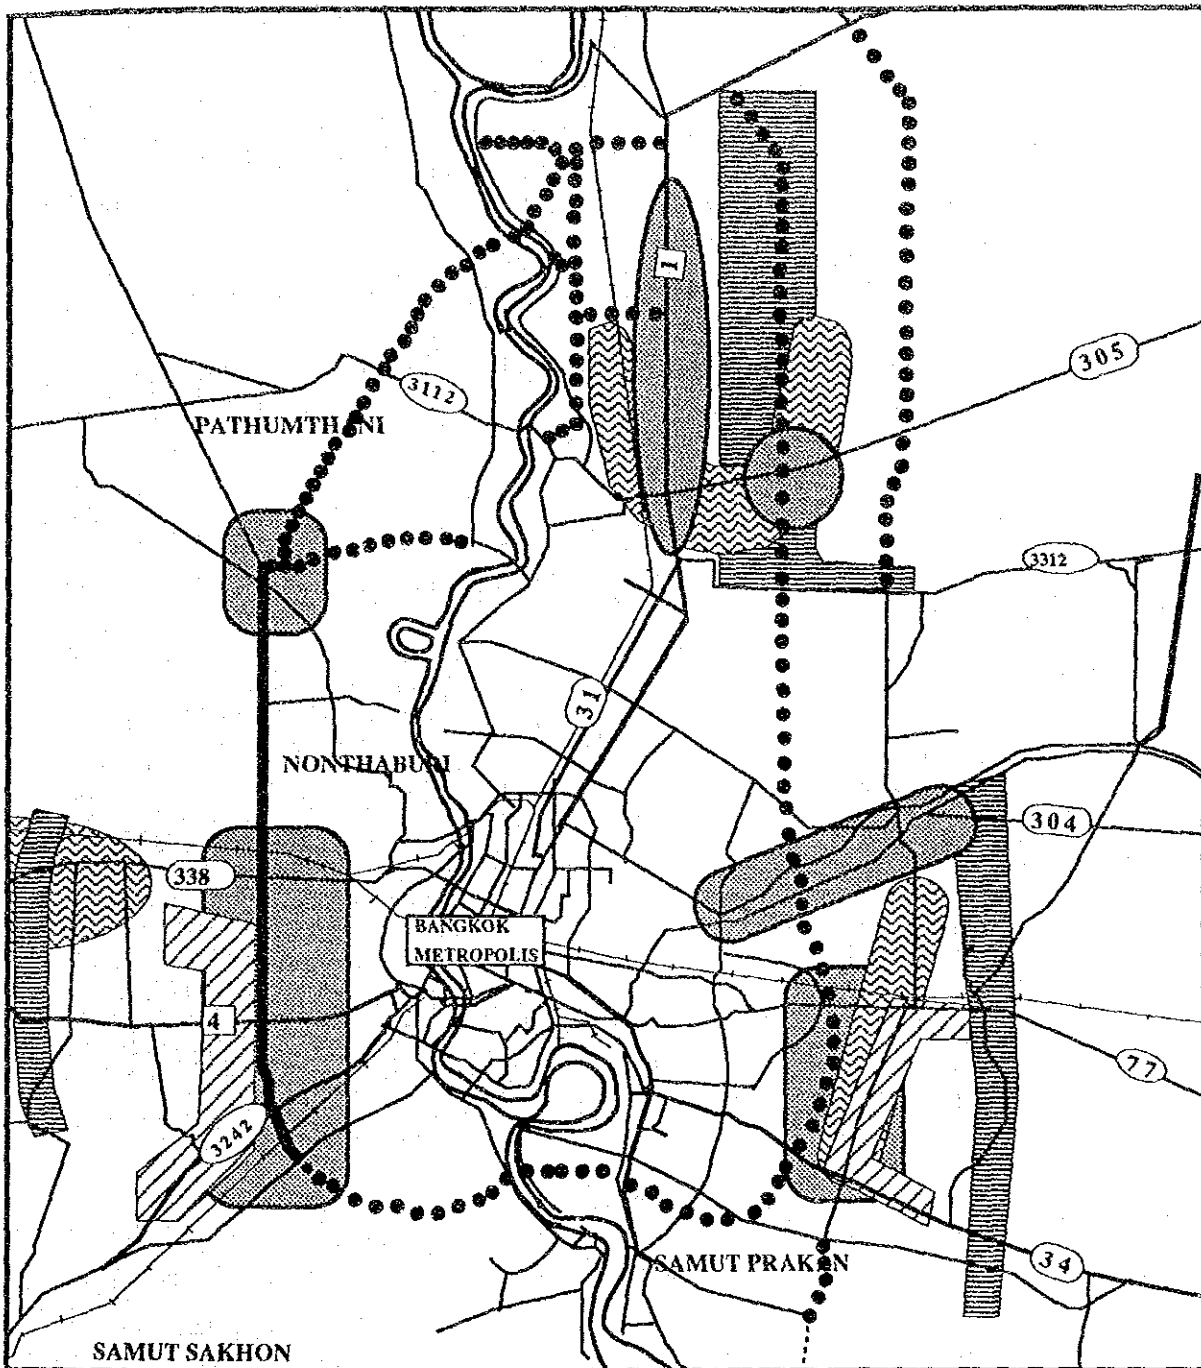 1
305
3112
PATHUMTHANI
3312
31
NONTHABURI
304
338
BANGKOK
METROPOLIS
4
77
3242
SAMUT PRAKAN
34
SAMUT SAKHON